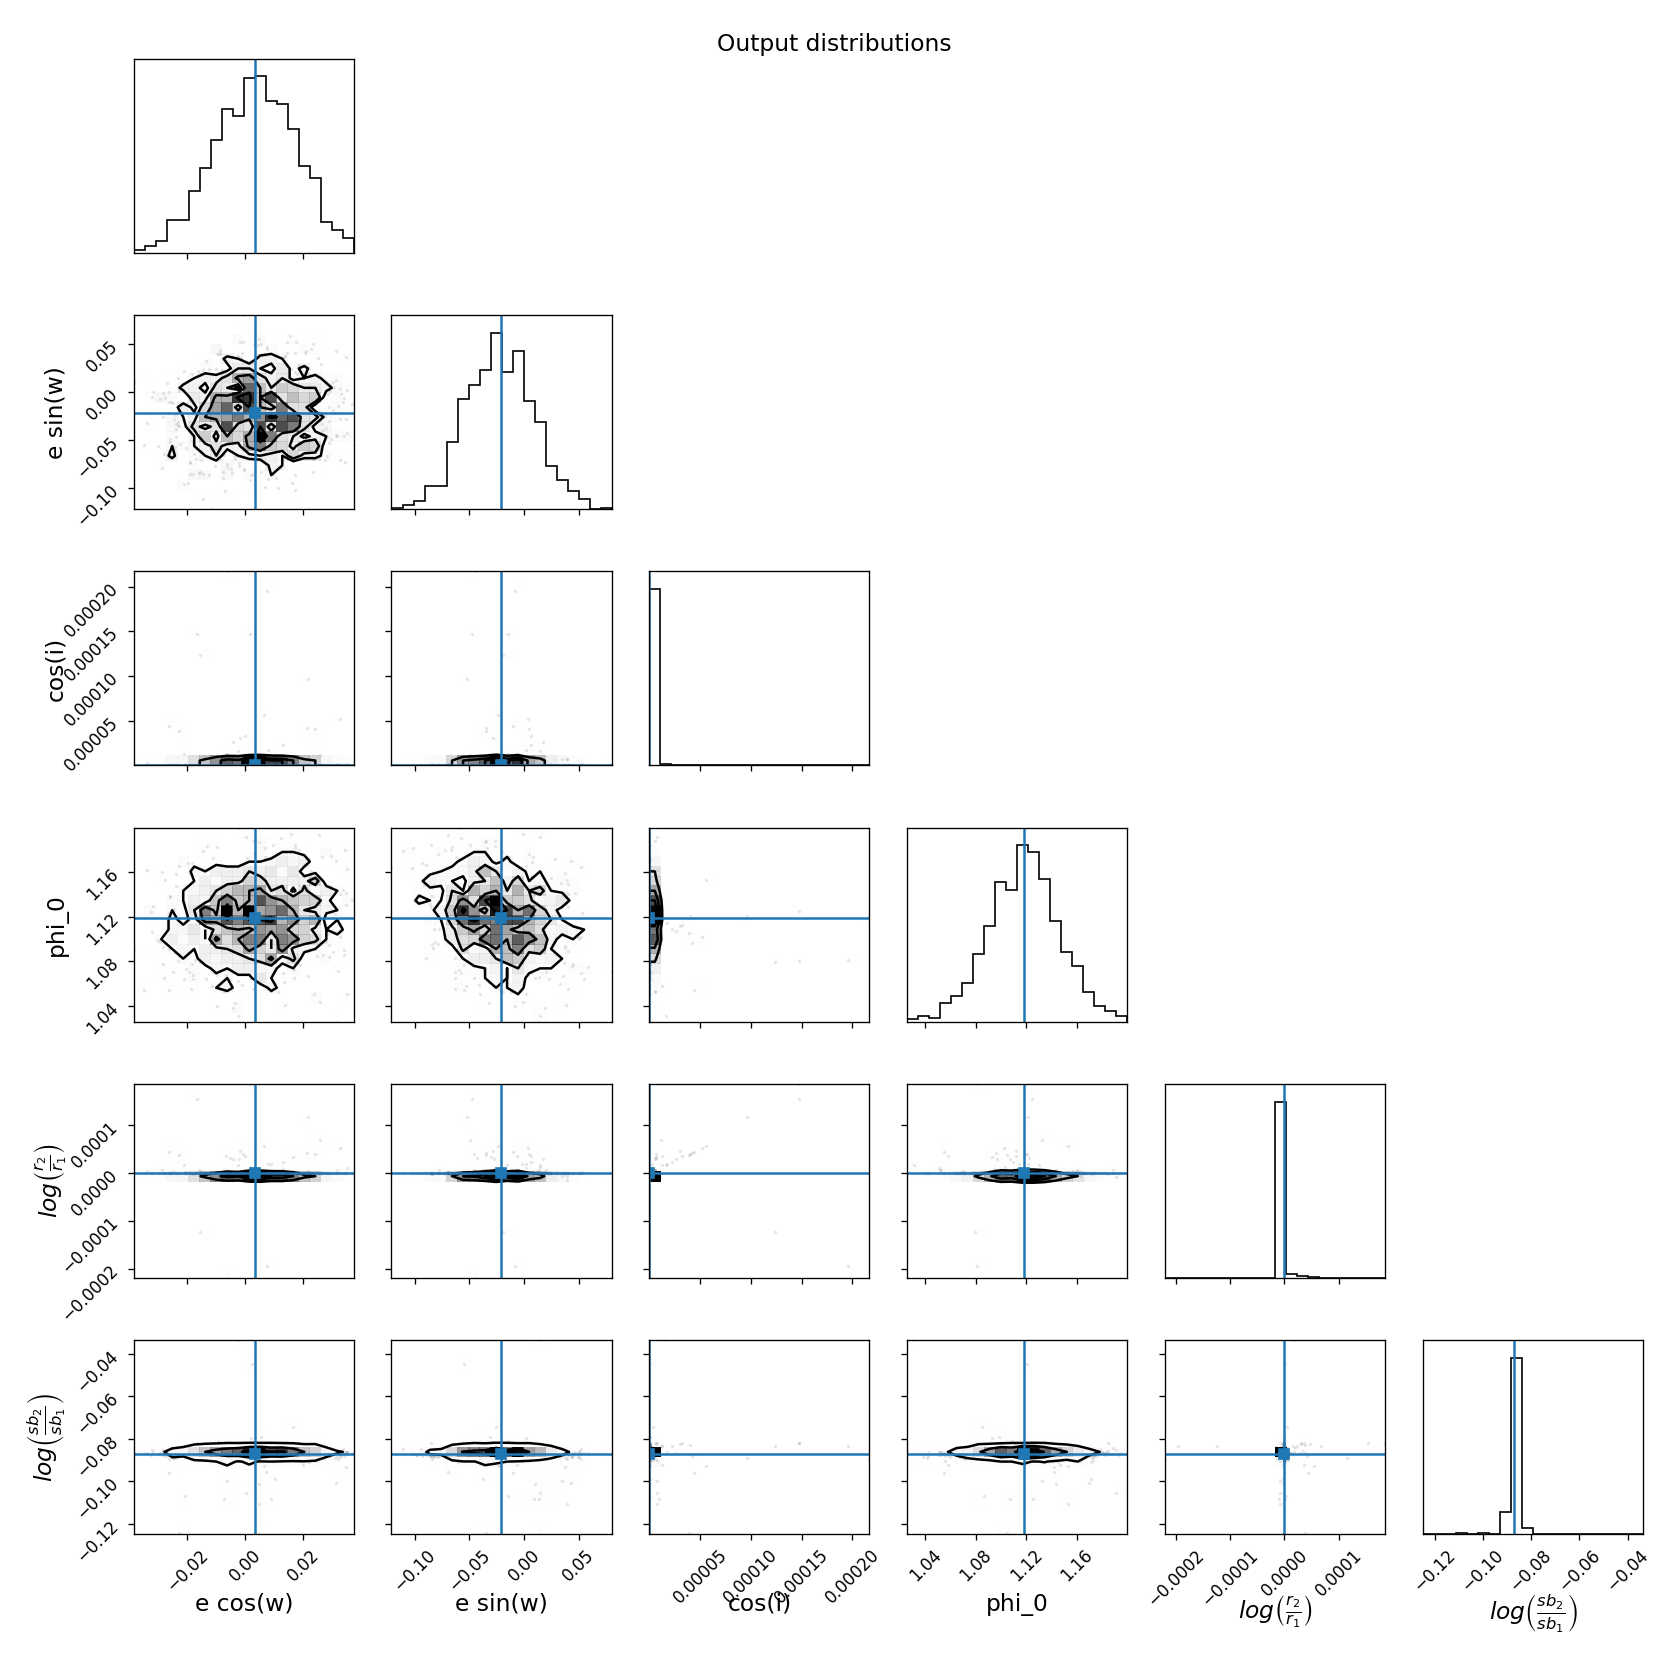 Output distributions
e sin(w)
0.05
0.00
−0.05
−0.10
cos(i)
0.00020
0.00015
0.00010
0.00005
phi_0
1.16
1.12
1.08
1.04
log(r₂/r₁)
0.0001
0.0000
−0.0001
−0.0002
log(sb₂/sb₁)
−0.04
−0.06
−0.08
−0.10
−0.12
−0.02 0.00 0.02
−0.10 −0.05 0.00 0.05
0.00005 0.00010 0.00015 0.00020
1.04 1.08 1.12 1.16
−0.0002 −0.0001 0.0000 0.0001
−0.12 −0.10 −0.08 −0.06 −0.04
e cos(w) e sin(w) cos(i) phi_0 log(r₂/r₁) log(sb₂/sb₁)